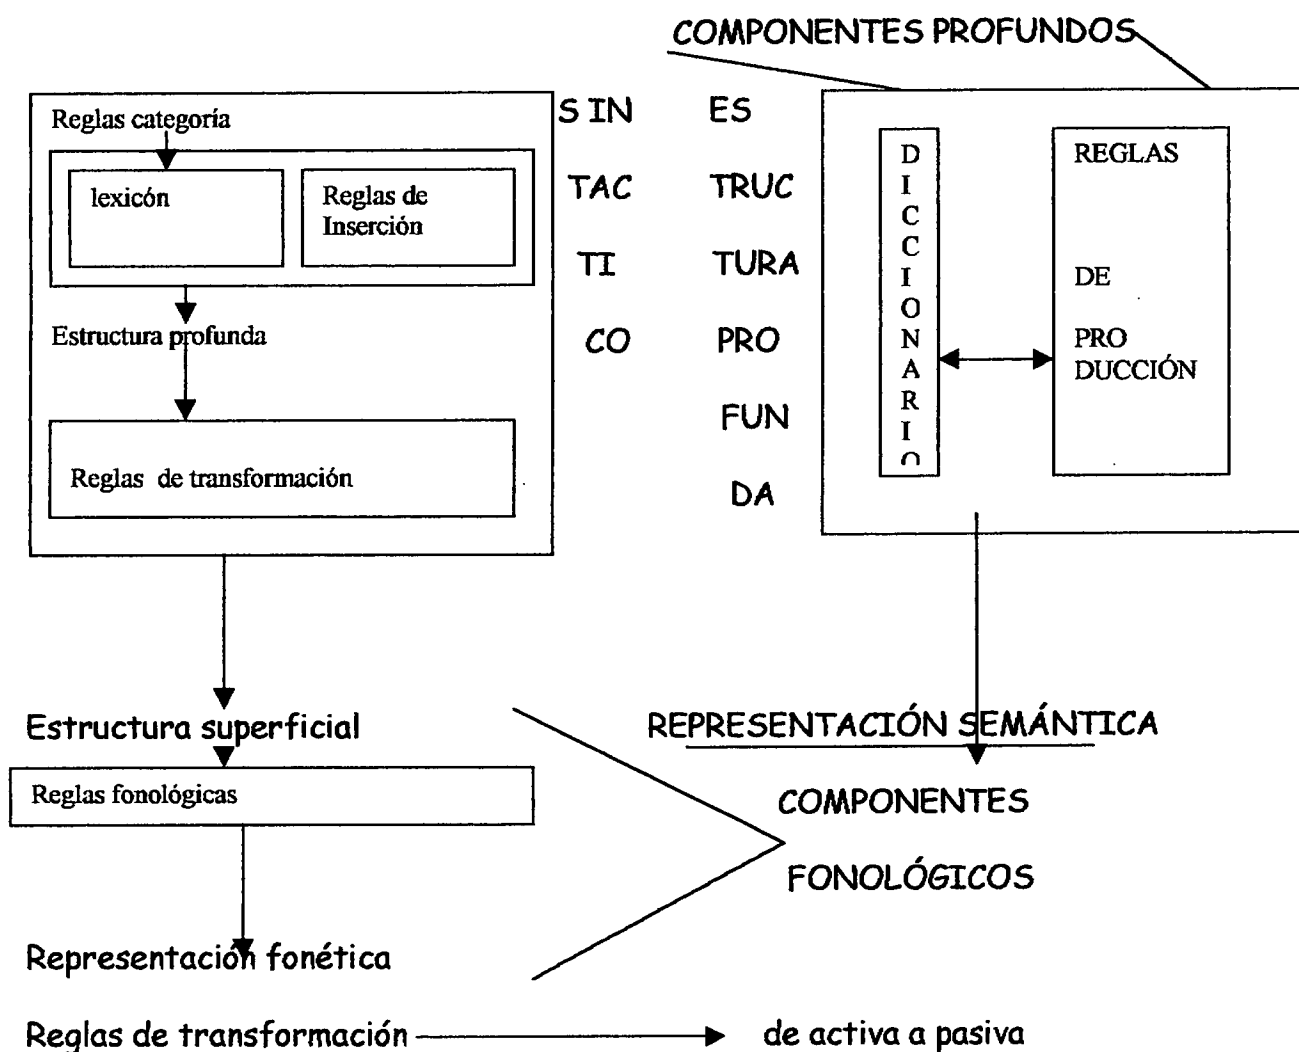 COMPONENTES PROFUNDOS
Reglas categoría
lexicón
Reglas de
Inserción
Estructura profunda
Reglas de transformación
S IN
TAC
TI
CO
ES
TRUC
TURA
PRO
FUN
DA
D
I
C
C
I
O
N
A
R
I
O
REGLAS
DE
PRO
DUCCIÓN
Estructura superficial
Reglas fonológicas
Representación fonética
REPRESENTACIÓN SEMÁNTICA
COMPONENTES
FONOLÓGICOS
Reglas de transformación de activa a pasiva